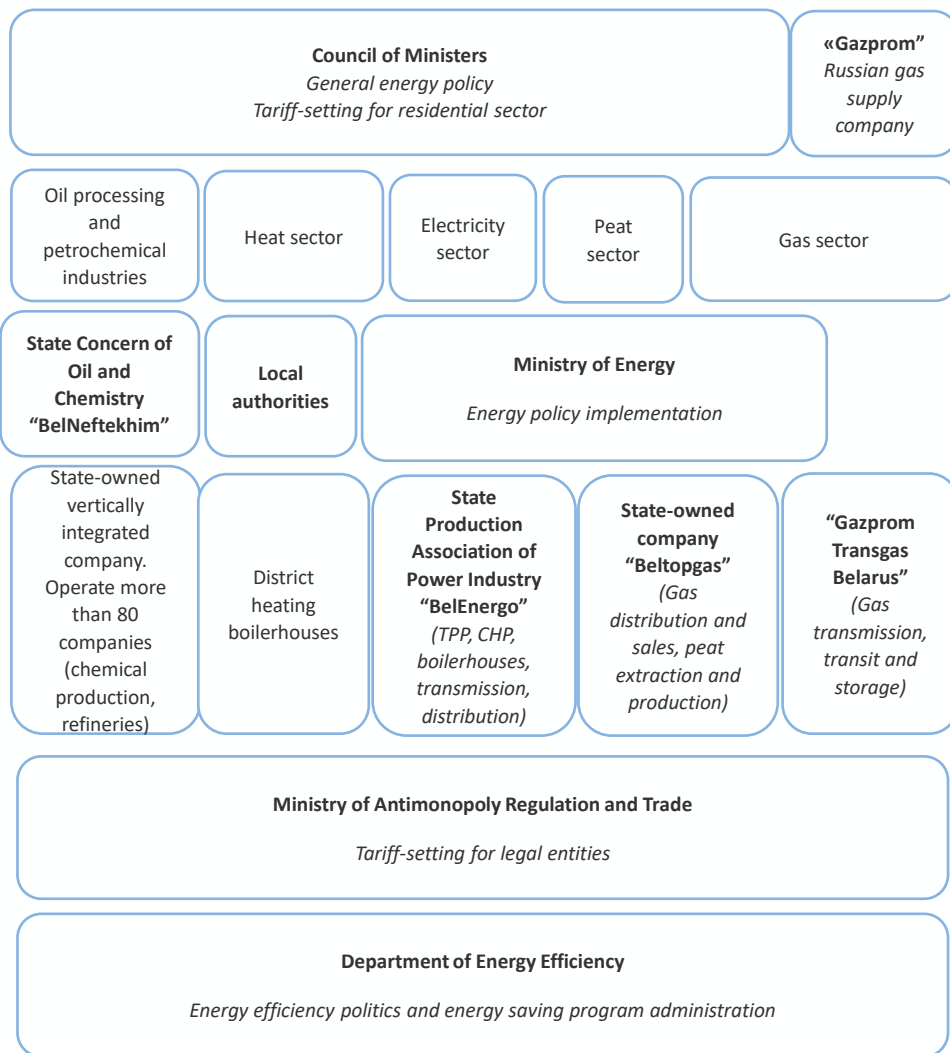 Council of Ministers
General energy policy
Tariff-setting for residential sector
«Gazprom”
Russian gas
supply
company
Oil processing
and
petrochemical
industries
Heat sector
Electricity
sector
Peat
sector
Gas sector
State Concern of
Oil and
Chemistry
“BelNeftekhim”
Local
authorities
Ministry of Energy
Energy policy implementation
State-owned
vertically
integrated
company.
Operate more
than 80
companies
(chemical
production,
refineries)
District
heating
boilerhouses
State
Production
Association of
Power Industry
“BelEnergo”
(TPP, CHP,
boilerhouses,
transmission,
distribution)
State-owned
company
“Beltopgas”
(Gas
distribution and
sales, peat
extraction and
production)
“Gazprom
Transgas
Belarus”
(Gas
transmission,
transit and
storage)
Ministry of Antimonopoly Regulation and Trade
Tariff-setting for legal entities
Department of Energy Efficiency
Energy efficiency politics and energy saving program administration